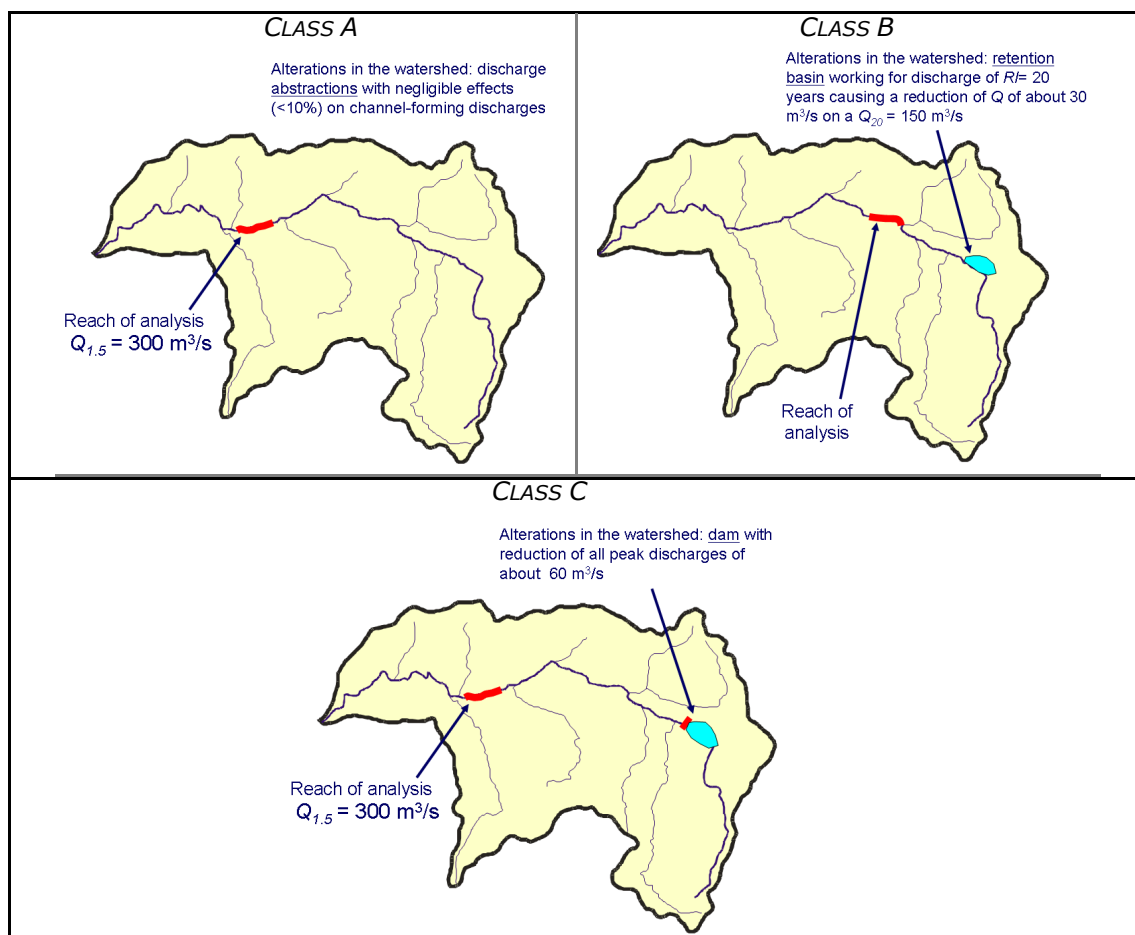 CLASS A
Alterations in the watershed: discharge
abstractions with negligible effects
(<10%) on channel-forming discharges
Reach of analysis
Q1.5 = 300 m³/s
CLASS B
Alterations in the watershed: retention
basin working for discharge of RI= 20
years causing a reduction of Q of about 30
m³/s on a Q20 = 150 m³/s
Reach of
analysis
CLASS C
Alterations in the watershed: dam with
reduction of all peak discharges of
about 60 m³/s
Reach of analysis
Q1.5 = 300 m³/s